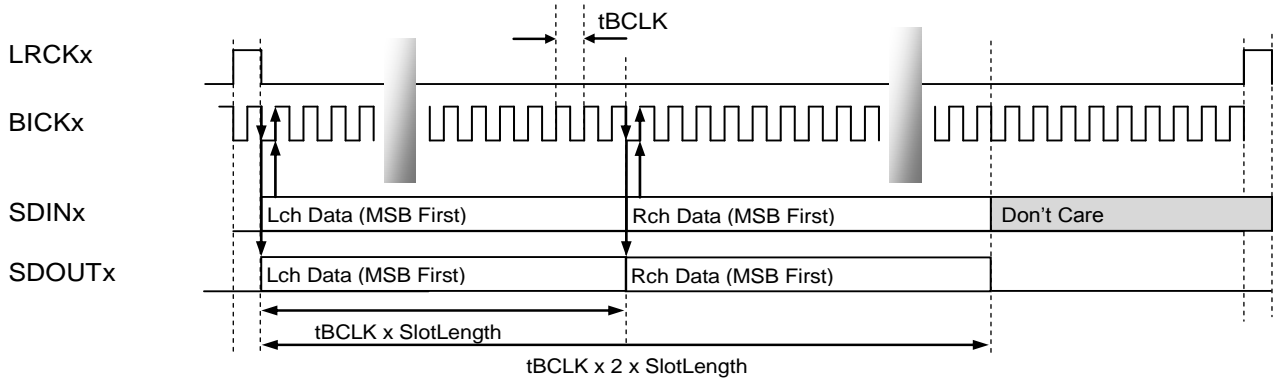 tBCLK
LRCKx
BICKx
SDINx
Lch Data (MSB First)
Rch Data (MSB First)
Don't Care
SDOUTx
Lch Data (MSB First)
Rch Data (MSB First)
tBCLK x SlotLength
tBCLK x 2 x SlotLength